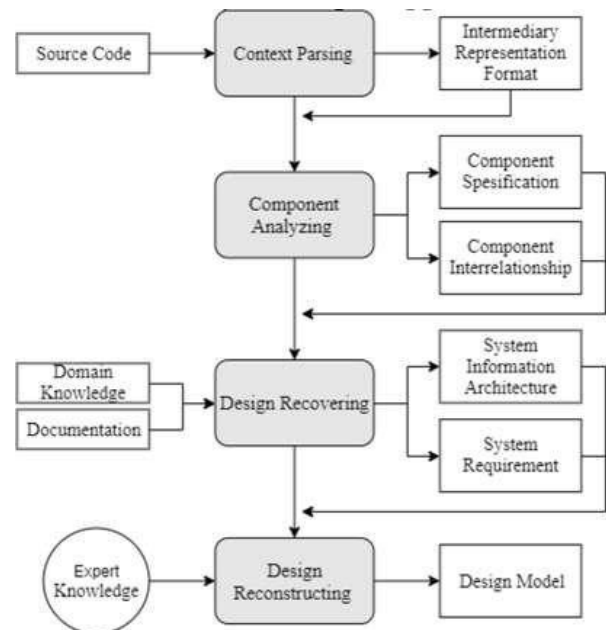 Source Code
Context Parsing
Intermediary
Representation
Format
Component
Analyzing
Component
Spesification
Component
Interrelationship
Domain
Knowledge
Documentation
Design Recovering
System
Information
Architecture
System
Requirement
Expert
Knowledge
Design
Reconstructing
Design Model